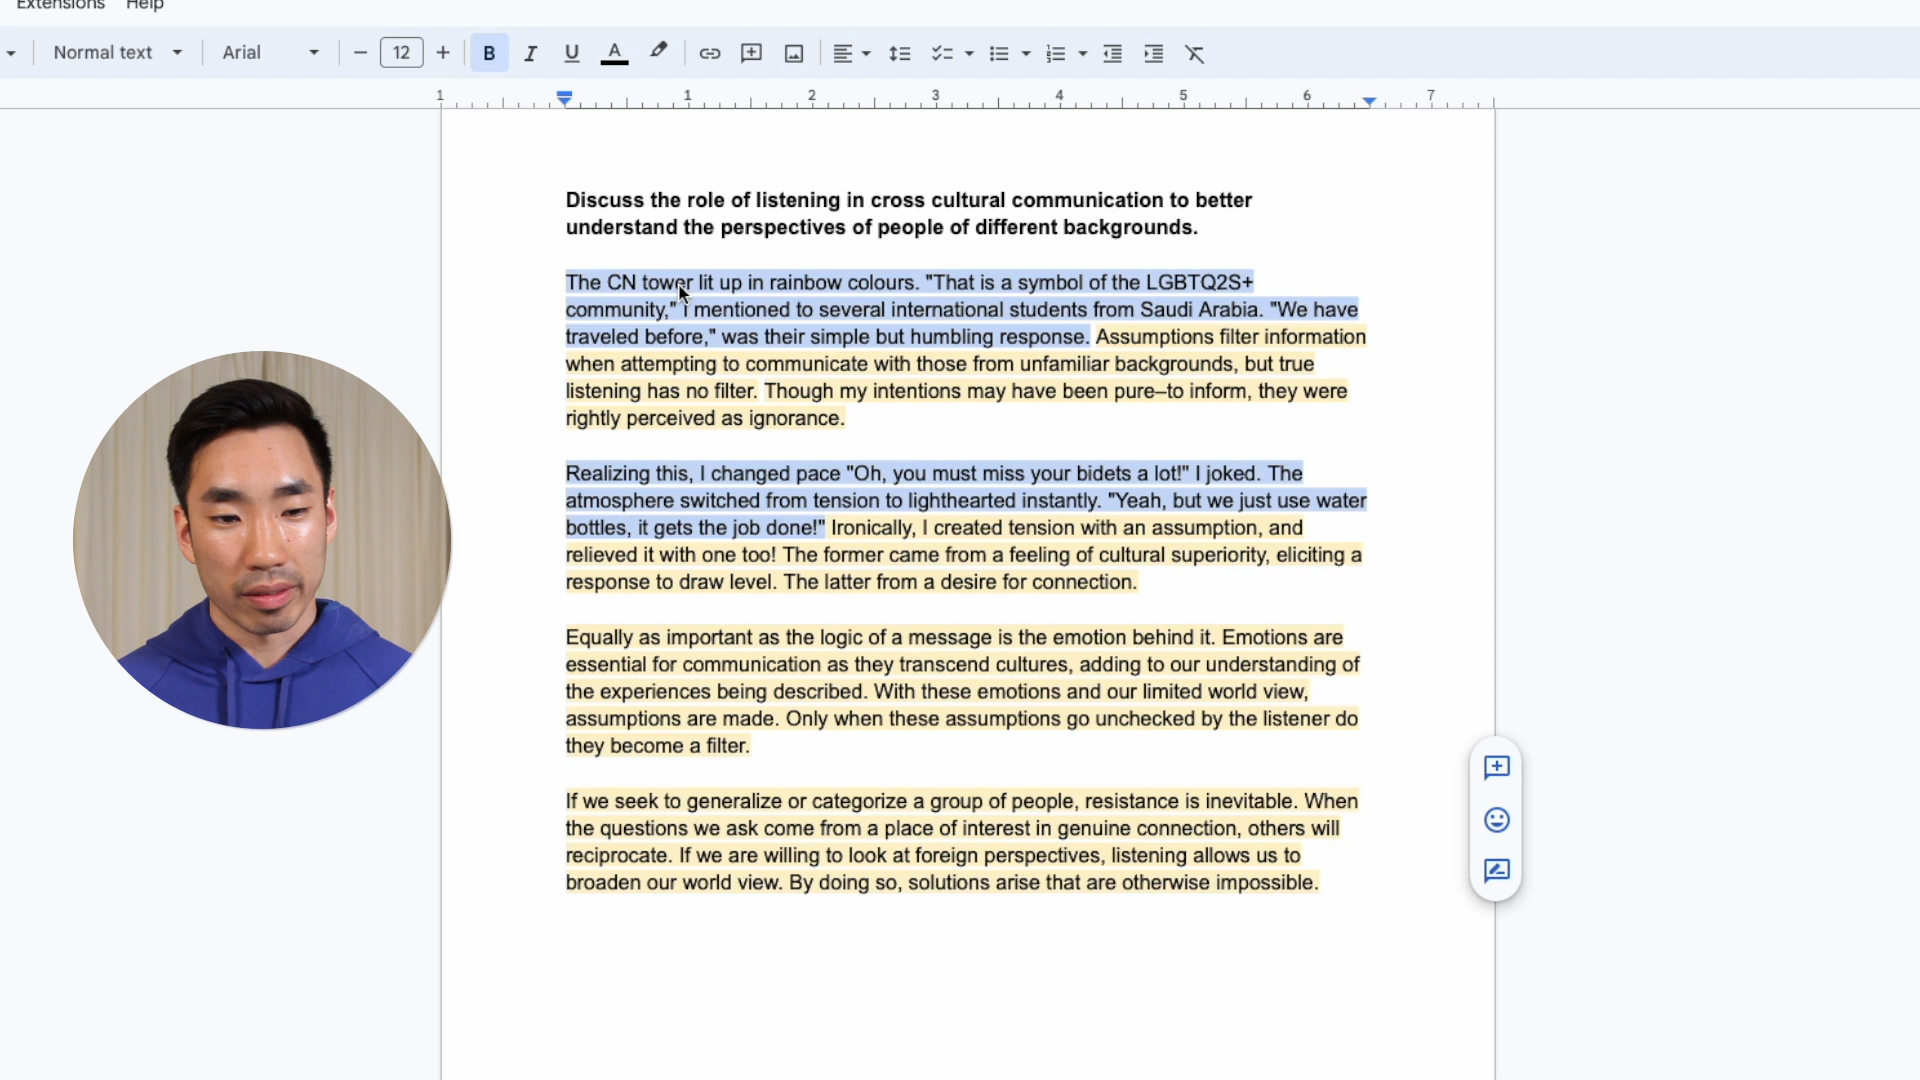 Extensions Help
Normal text Arial 12 B I U A
1 1 2 3 4 5 6 7
Discuss the role of listening in cross cultural communication to better
understand the perspectives of people of different backgrounds.
The CN tower lit up in rainbow colours. "That is a symbol of the LGBTQ2S+
community," I mentioned to several international students from Saudi Arabia. "We have
traveled before," was their simple but humbling response. Assumptions filter information
when attempting to communicate with those from unfamiliar backgrounds, but true
listening has no filter. Though my intentions may have been pure–to inform, they were
rightly perceived as ignorance.
Realizing this, I changed pace "Oh, you must miss your bidets a lot!" I joked. The
atmosphere switched from tension to lighthearted instantly. "Yeah, but we just use water
bottles, it gets the job done!" Ironically, I created tension with an assumption, and
relieved it with one too! The former came from a feeling of cultural superiority, eliciting a
response to draw level. The latter from a desire for connection.
Equally as important as the logic of a message is the emotion behind it. Emotions are
essential for communication as they transcend cultures, adding to our understanding of
the experiences being described. With these emotions and our limited world view,
assumptions are made. Only when these assumptions go unchecked by the listener do
they become a filter.
If we seek to generalize or categorize a group of people, resistance is inevitable. When
the questions we ask come from a place of interest in genuine connection, others will
reciprocate. If we are willing to look at foreign perspectives, listening allows us to
broaden our world view. By doing so, solutions arise that are otherwise impossible.